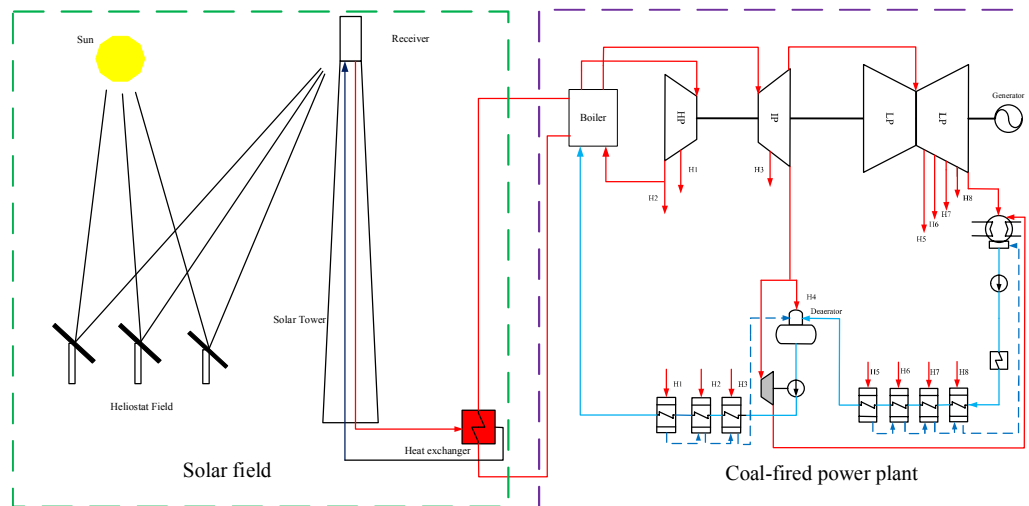 Sun
Receiver
Solar Tower
Heliostat Field
Heat exchanger
Solar field
Boiler
HP
IP
LP
LP
Generator
H1
H2
H3
H5
H6
H7
H8
H4
Deaerator
H1
H2
H3
H5
H6
H7
H8
Coal-fired power plant